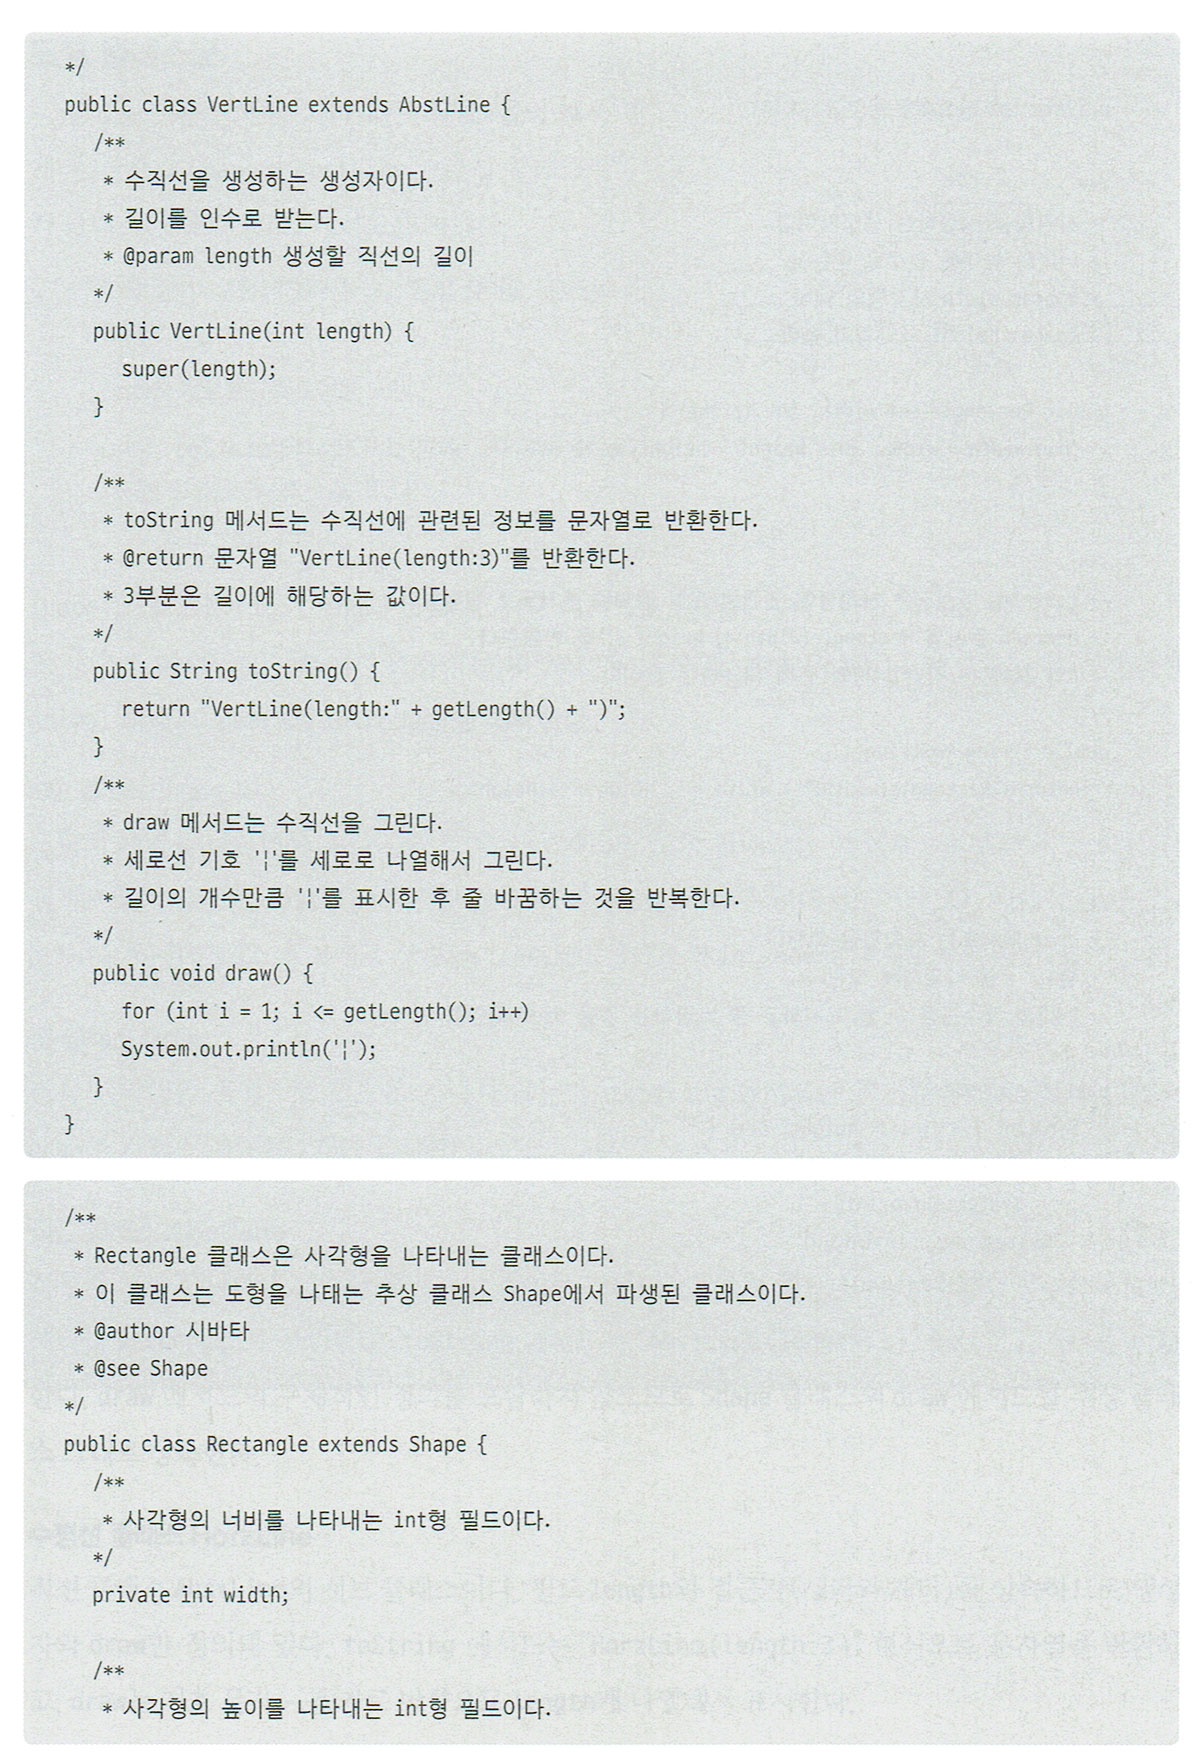 */
public class VertLine extends AbstLine {
/**
* 수직선을 생성하는 생성자이다.
* 길이를 인수로 받는다.
* @param length 생성할 직선의 길이
*/
public VertLine(int length) {
super(length);
}
/**
* toString 메서드는 수직선에 관련된 정보를 문자열로 반환한다.
* @return 문자열 "VertLine(length:3)"를 반환한다.
* 3부분은 길이에 해당하는 값이다.
*/
public String toString() {
return "VertLine(length:" + getLength() + ")";
}
/**
* draw 메서드는 수직선을 그린다.
* 세로선 기호 '¦'를 세로로 나열해서 그린다.
* 길이의 개수만큼 '¦'를 표시한 후 줄 바꿈하는 것을 반복한다.
*/
public void draw() {
for (int i = 1; i <= getLength(); i++)
System.out.println('¦');
}
}
/**
* Rectangle 클래스은 사각형을 나타내는 클래스이다.
* 이 클래스는 도형을 나태는 추상 클래스 Shape에서 파생된 클래스이다.
* @author 시바타
* @see Shape
*/
public class Rectangle extends Shape {
/**
* 사각형의 너비를 나타내는 int형 필드이다.
*/
private int width;
/**
* 사각형의 높이를 나타내는 int형 필드이다.